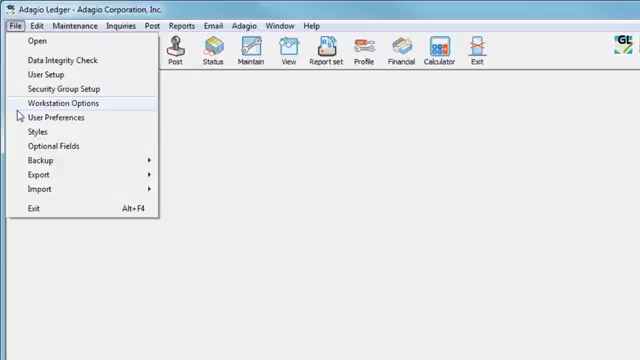 Adagio Ledger - Adagio Corporation, Inc.
File Edit Maintenance Inquiries Post Reports Email Adagio Window Help
Open
Data Integrity Check
User Setup
Security Group Setup
Workstation Options
User Preferences
Styles
Optional Fields
Backup
Export
Import
Exit Alt+F4
Post Status Maintain View Report set Profile Financial Calculator Exit
GL